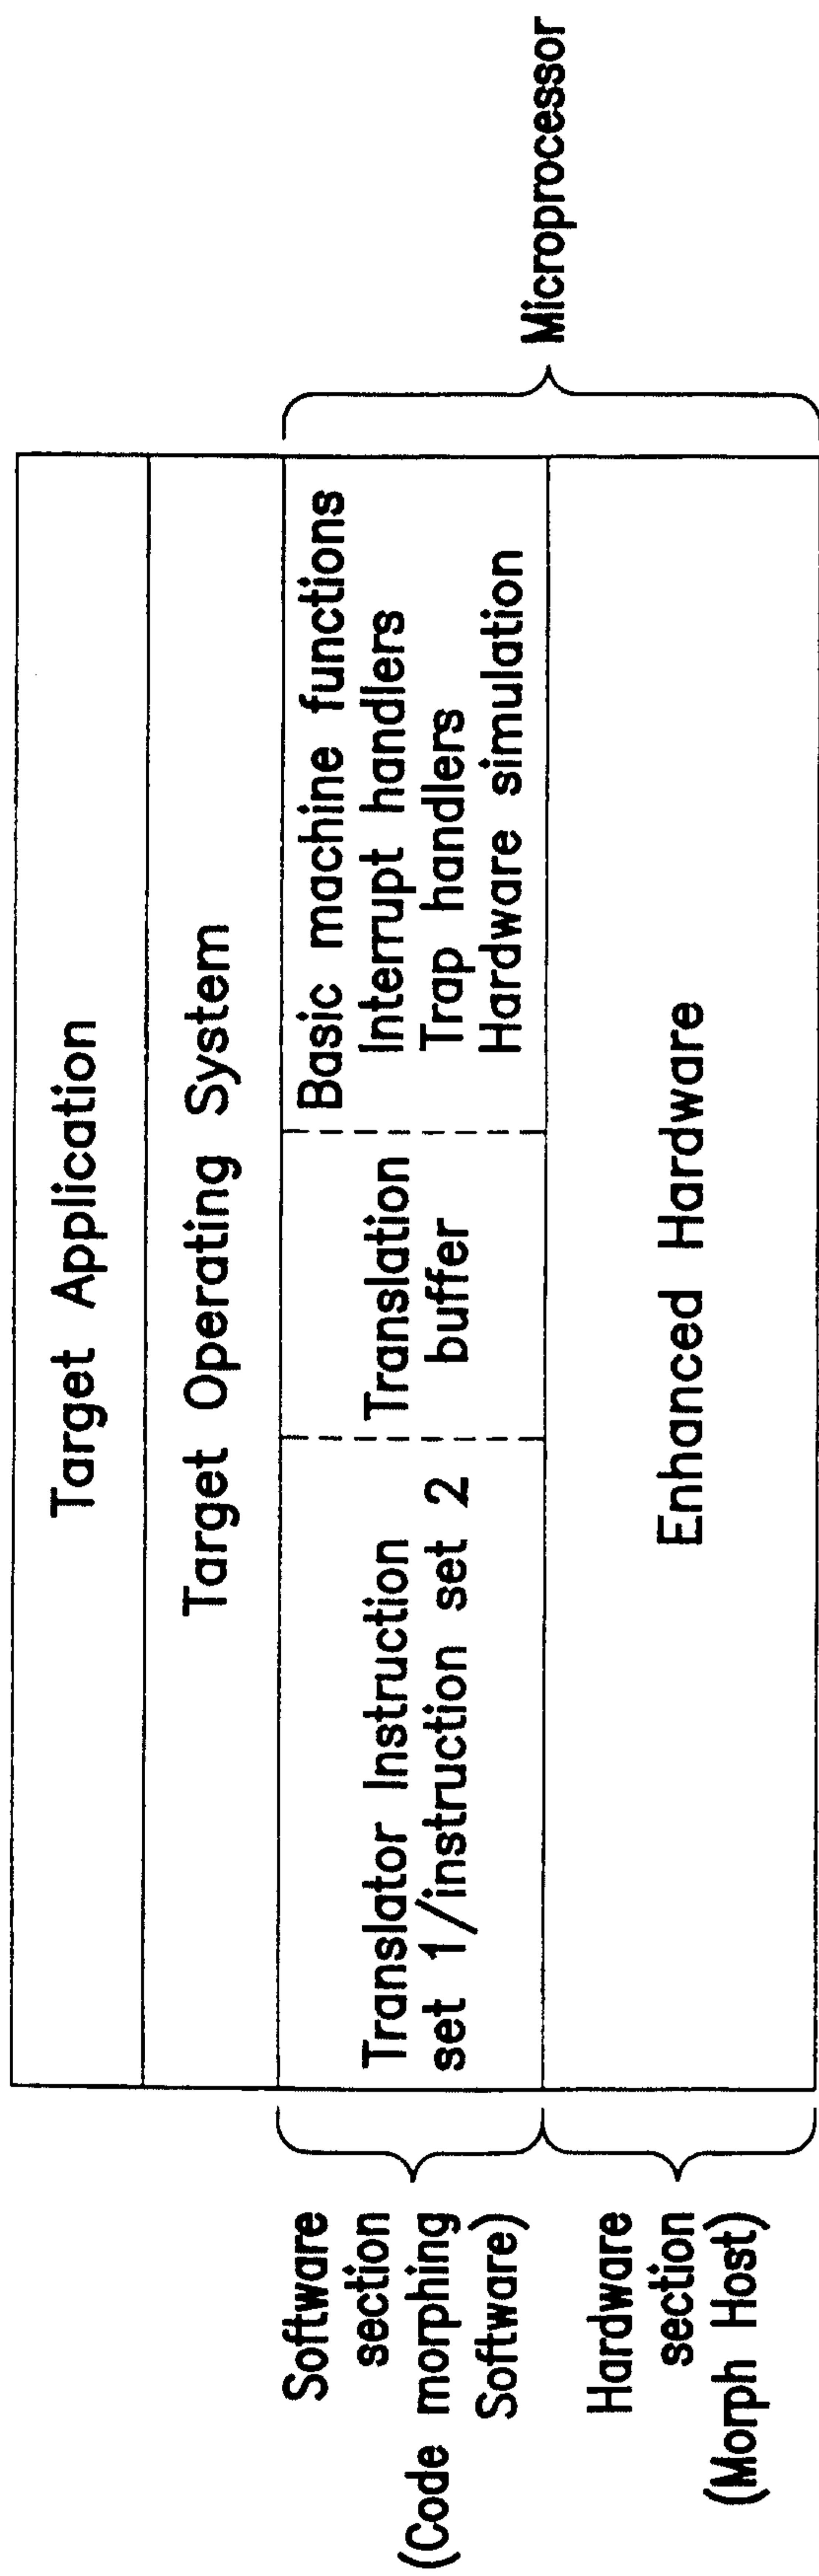 Target Application
Target Operating System
Software
section
(Code morphing
Software)
Translator Instruction
set 1/instruction set 2
Translation
buffer
Basic machine functions
Interrupt handlers
Trap handlers
Hardware simulation
Microprocessor
Hardware
section
(Morph Host)
Enhanced Hardware